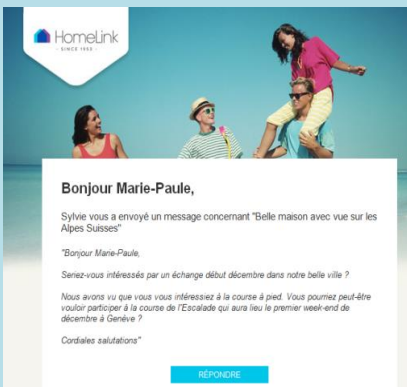 HomeLink
- SINCE 1953 -
Bonjour Marie-Paule,
Sylvie vous a envoyé un message concernant "Belle maison avec vue sur les
Alpes Suisses"
"Bonjour Marie-Paule,
Seriez-vous intéressés par un échange début décembre dans notre belle ville ?
Nous avons vu que vous vous intéressiez à la course à pied. Vous pourriez peut-être
vouloir participer à la course de l'Escalade qui aura lieu le premier week-end de
décembre à Genève ?
Cordiales salutations"
RÉPONDRE